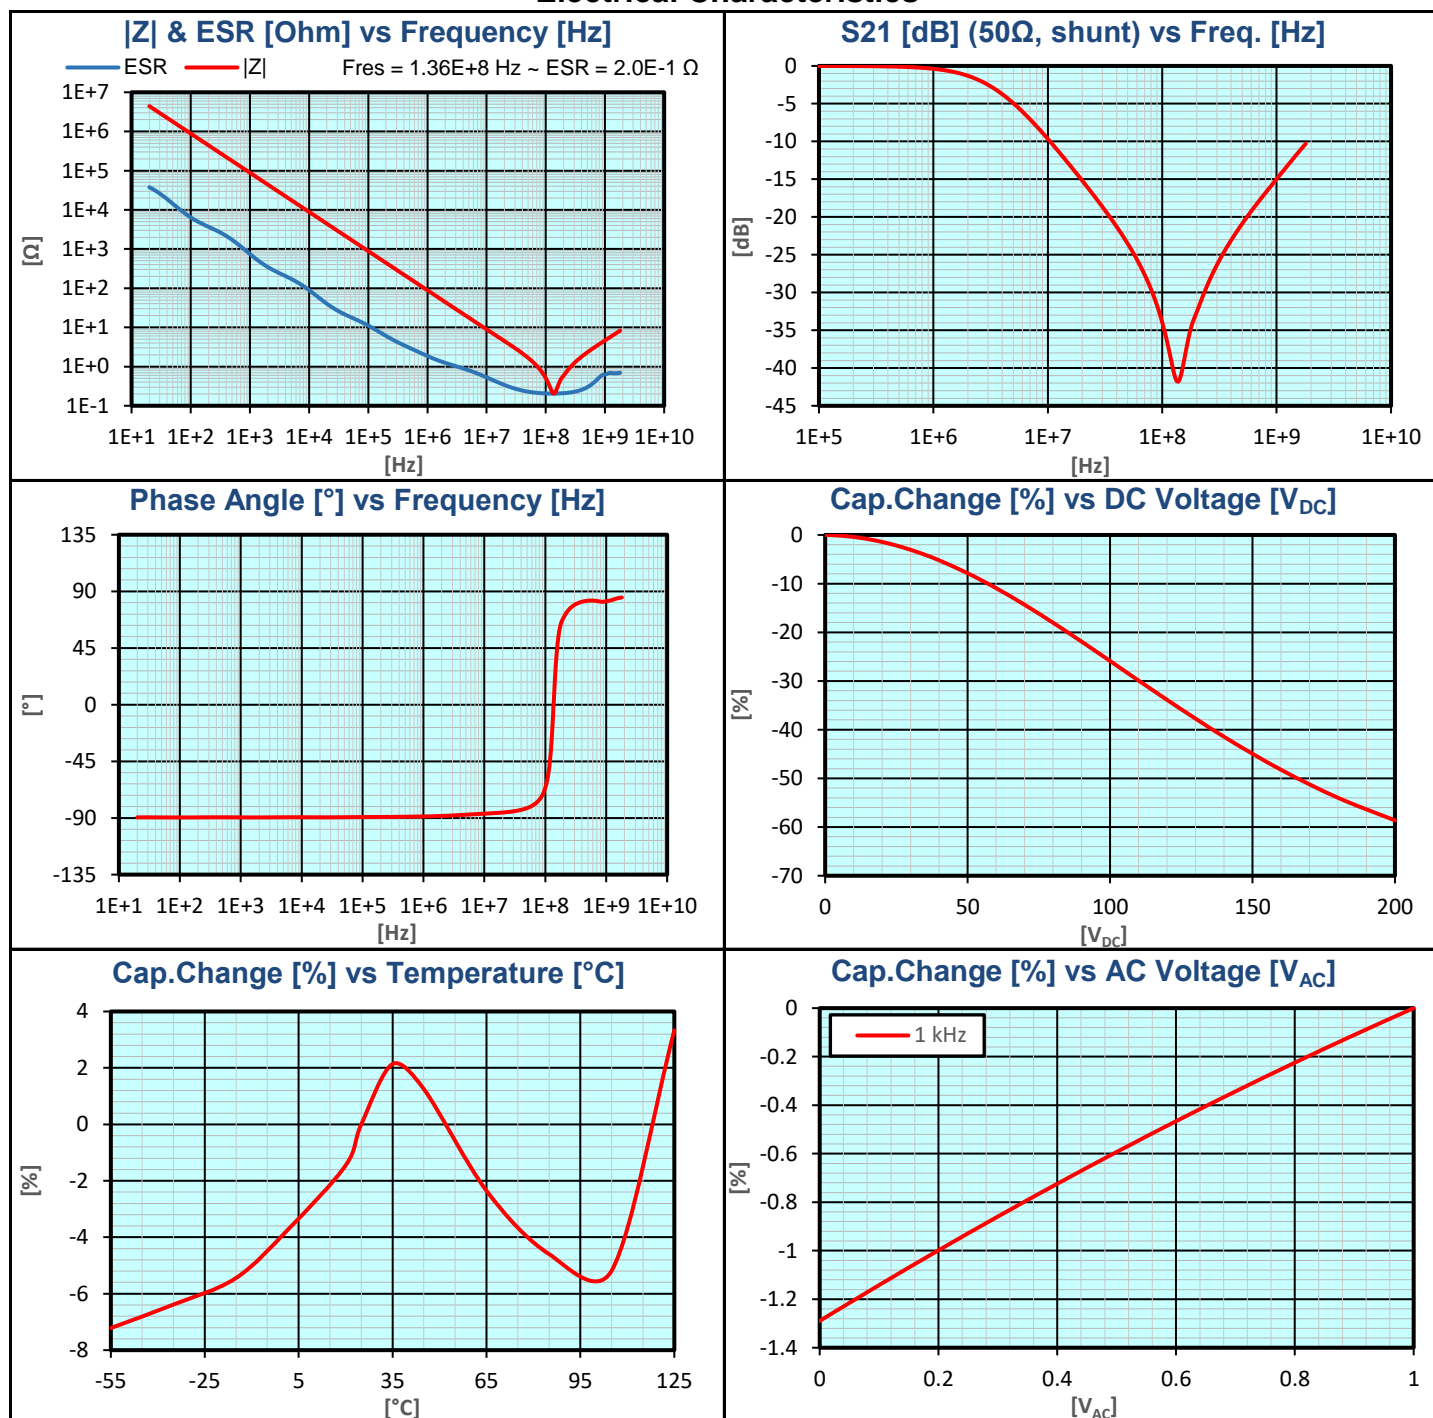 |Z| & ESR [Ohm] vs Frequency [Hz]
ESR |Z| Fres = 1.36E+8 Hz ~ ESR = 2.0E-1 Ω
1E+7
1E+6
1E+5
1E+4
1E+3
1E+2
1E+1
1E+0
1E-1
[Ω]
1E+1 1E+2 1E+3 1E+4 1E+5 1E+6 1E+7 1E+8 1E+9 1E+10
[Hz]
S21 [dB] (50Ω, shunt) vs Freq. [Hz]
0
-5
-10
-15
-20
-25
-30
-35
-40
-45
[dB]
1E+5 1E+6 1E+7 1E+8 1E+9 1E+10
[Hz]
Phase Angle [°] vs Frequency [Hz]
135
90
45
0
-45
-90
-135
[°]
1E+1 1E+2 1E+3 1E+4 1E+5 1E+6 1E+7 1E+8 1E+9 1E+10
[Hz]
Cap.Change [%] vs DC Voltage [VDC]
0
-10
-20
-30
-40
-50
-60
-70
[%]
0 50 100 150 200
[VDC]
Cap.Change [%] vs Temperature [°C]
4
2
0
-2
-4
-6
-8
[%]
-55 -25 5 35 65 95 125
[°C]
Cap.Change [%] vs AC Voltage [VAC]
1 kHz
0
-0.2
-0.4
-0.6
-0.8
-1
-1.2
-1.4
[%]
0 0.2 0.4 0.6 0.8 1
[VAC]